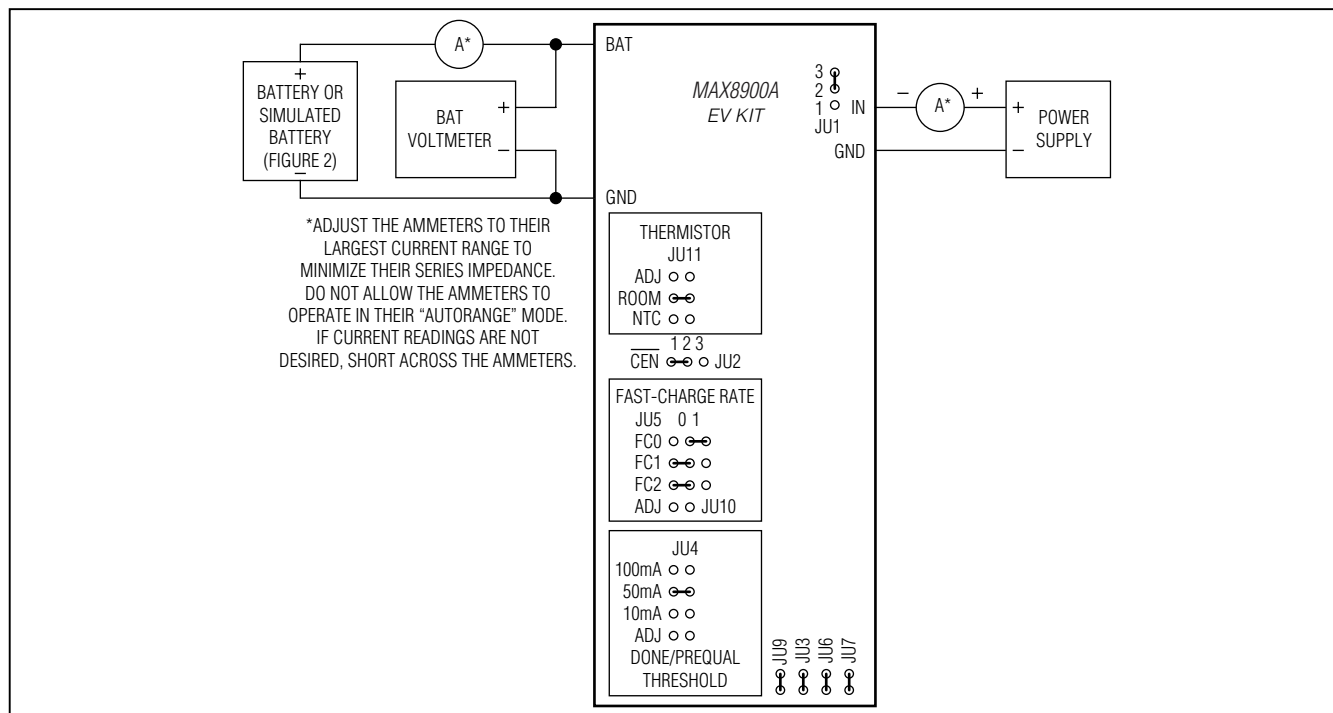 A*
+
BATTERY OR
SIMULATED
BATTERY
(FIGURE 2)
−
+
BAT
VOLTMETER
−
BAT
GND
MAX8900A
EV KIT
3
2
1
JU1
IN
GND
− A* +
+
POWER
SUPPLY
−
*ADJUST THE AMMETERS TO THEIR
LARGEST CURRENT RANGE TO
MINIMIZE THEIR SERIES IMPEDANCE.
DO NOT ALLOW THE AMMETERS TO
OPERATE IN THEIR “AUTORANGE” MODE.
IF CURRENT READINGS ARE NOT
DESIRED, SHORT ACROSS THE AMMETERS.
THERMISTOR
JU11
ADJ
ROOM
NTC
1 2 3
CEN JU2
FAST-CHARGE RATE
JU5 0 1
FC0
FC1
FC2
ADJ JU10
JU4
100mA
50mA
10mA
ADJ
DONE/PREQUAL
THRESHOLD
JU9
JU3
JU6
JU7